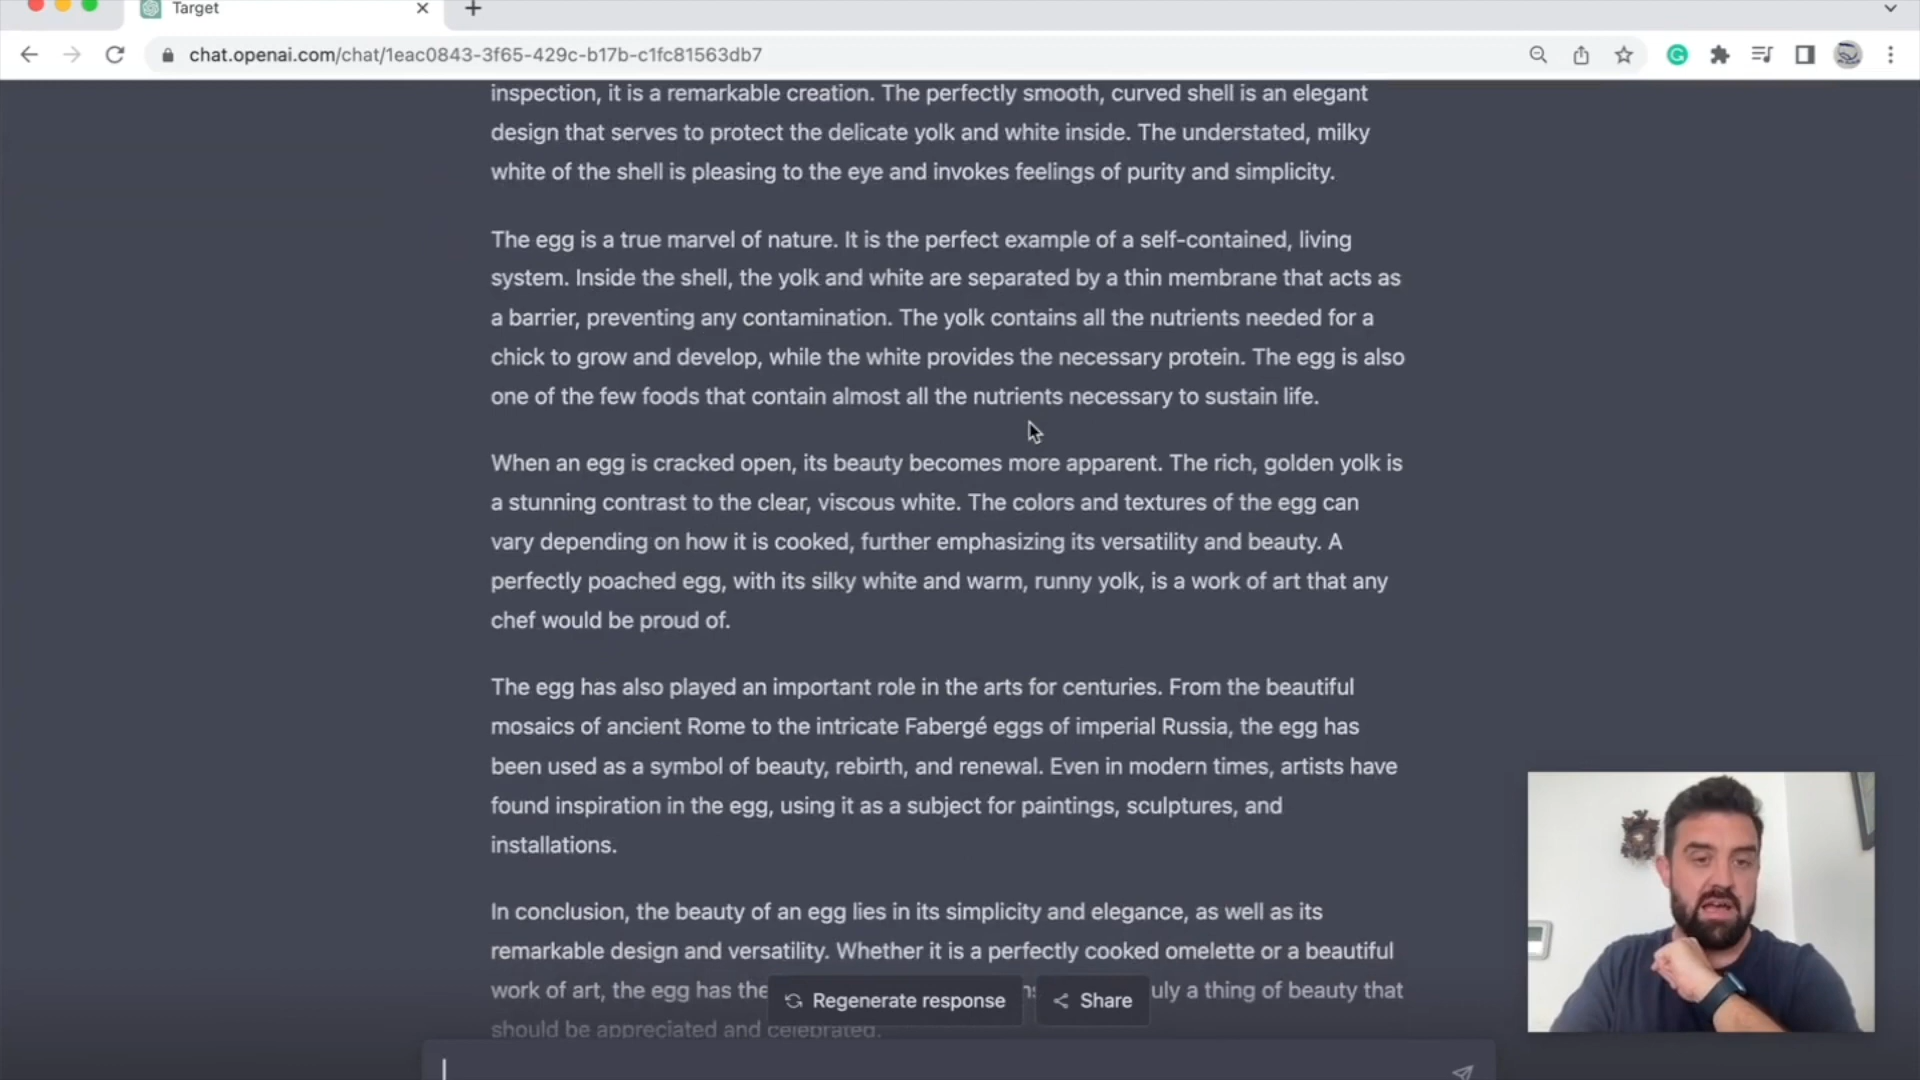 Target
chat.openai.com/chat/1eac0843-3f65-429c-b17b-c1fc81563db7
inspection, it is a remarkable creation. The perfectly smooth, curved shell is an elegant
design that serves to protect the delicate yolk and white inside. The understated, milky
white of the shell is pleasing to the eye and invokes feelings of purity and simplicity.
The egg is a true marvel of nature. It is the perfect example of a self-contained, living
system. Inside the shell, the yolk and white are separated by a thin membrane that acts as
a barrier, preventing any contamination. The yolk contains all the nutrients needed for a
chick to grow and develop, while the white provides the necessary protein. The egg is also
one of the few foods that contain almost all the nutrients necessary to sustain life.
When an egg is cracked open, its beauty becomes more apparent. The rich, golden yolk is
a stunning contrast to the clear, viscous white. The colors and textures of the egg can
vary depending on how it is cooked, further emphasizing its versatility and beauty. A
perfectly poached egg, with its silky white and warm, runny yolk, is a work of art that any
chef would be proud of.
The egg has also played an important role in the arts for centuries. From the beautiful
mosaics of ancient Rome to the intricate Fabergé eggs of imperial Russia, the egg has
been used as a symbol of beauty, rebirth, and renewal. Even in modern times, artists have
found inspiration in the egg, using it as a subject for paintings, sculptures, and
installations.
In conclusion, the beauty of an egg lies in its simplicity and elegance, as well as its
remarkable design and versatility. Whether it is a perfectly cooked omelette or a beautiful
work of art, the egg has the
Regenerate response
Share
a thing of beauty that
should be appreciated and celebrated.